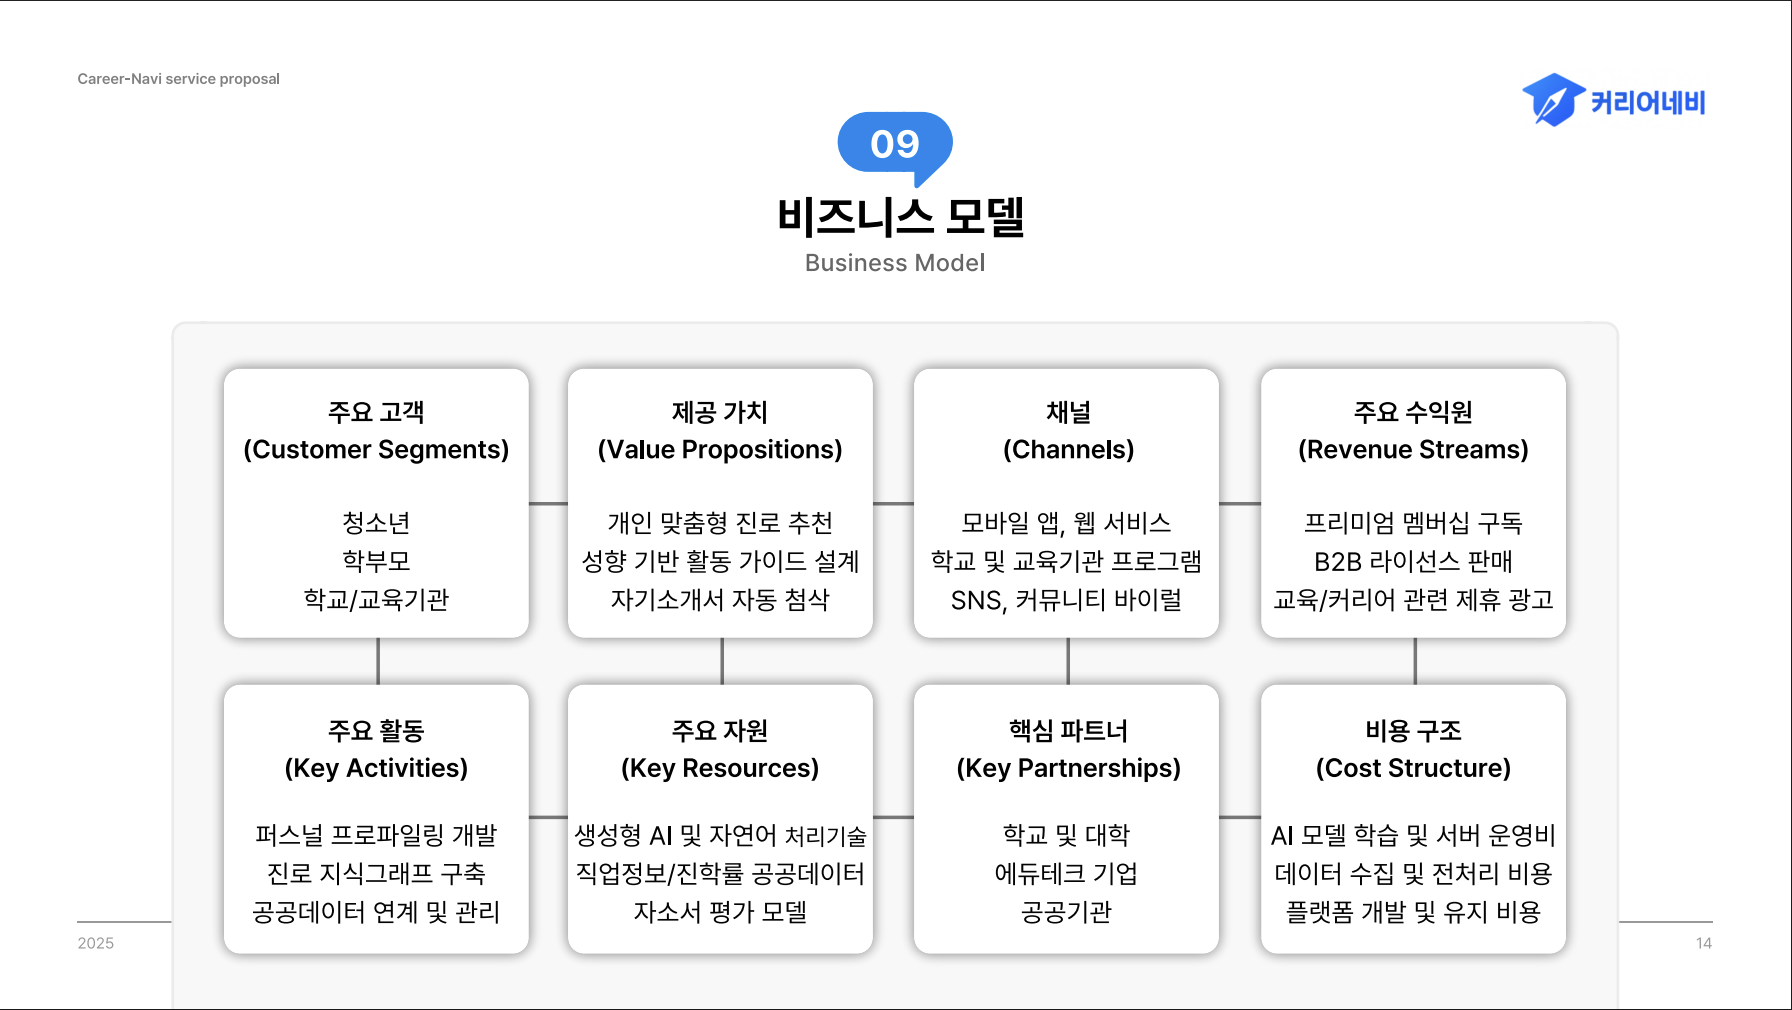 Career-Navi service proposal
커리어네비
09
비즈니스 모델
Business Model
주요 고객
(Customer Segments)
청소년
학부모
학교/교육기관
제공 가치
(Value Propositions)
개인 맞춤형 진로 추천
성향 기반 활동 가이드 설계
자기소개서 자동 첨삭
채널
(Channels)
모바일 앱, 웹 서비스
학교 및 교육기관 프로그램
SNS, 커뮤니티 바이럴
주요 수익원
(Revenue Streams)
프리미엄 멤버십 구독
B2B 라이선스 판매
교육/커리어 관련 제휴 광고
주요 활동
(Key Activities)
퍼스널 프로파일링 개발
진로 지식그래프 구축
공공데이터 연계 및 관리
주요 자원
(Key Resources)
생성형 AI 및 자연어 처리기술
직업정보/진학률 공공데이터
자소서 평가 모델
핵심 파트너
(Key Partnerships)
학교 및 대학
에듀테크 기업
공공기관
비용 구조
(Cost Structure)
AI 모델 학습 및 서버 운영비
데이터 수집 및 전처리 비용
플랫폼 개발 및 유지 비용
2025
14